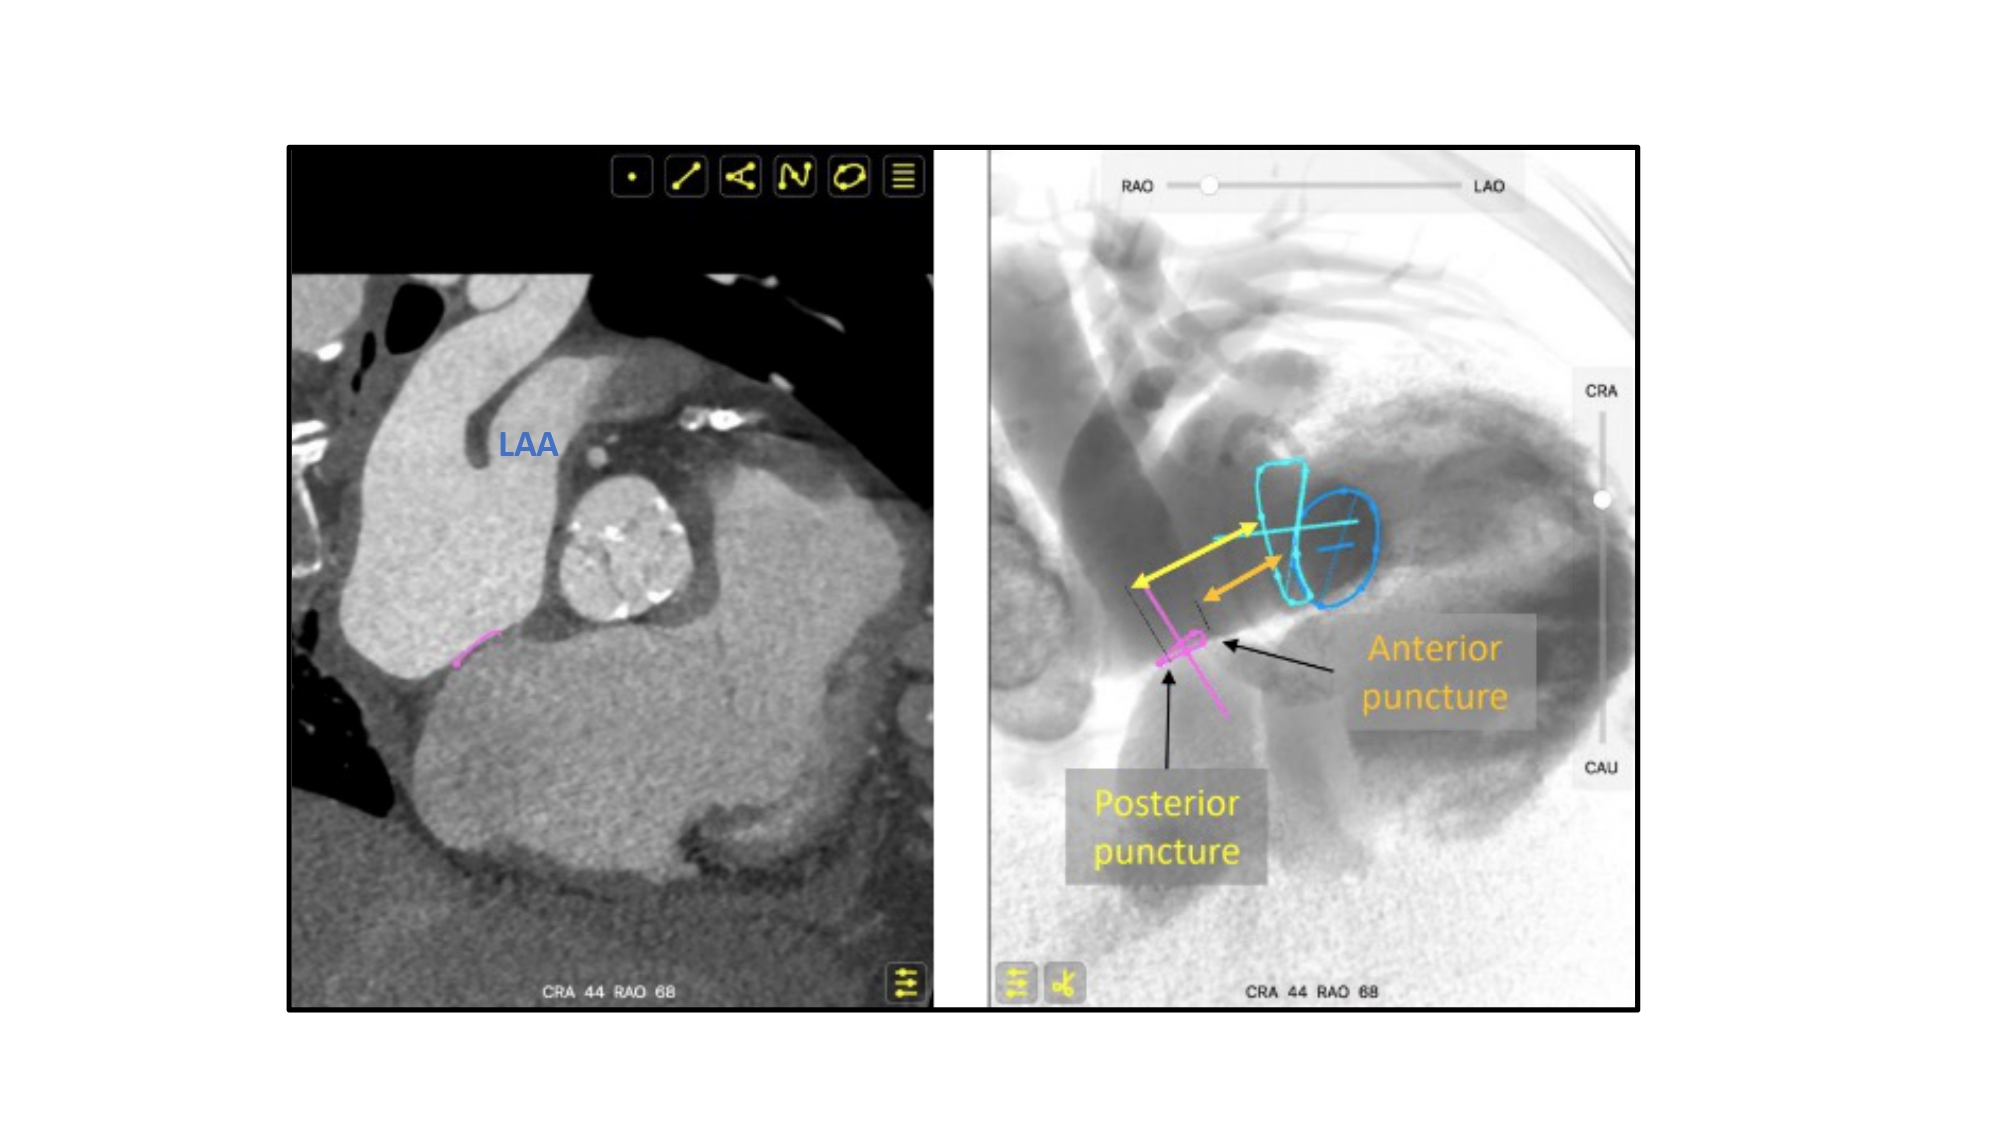 LAA
CRA 44 RAO 68
RAO
LAO
CRA
Anterior
puncture
CAU
Posterior
puncture
CRA 44 RAO 68